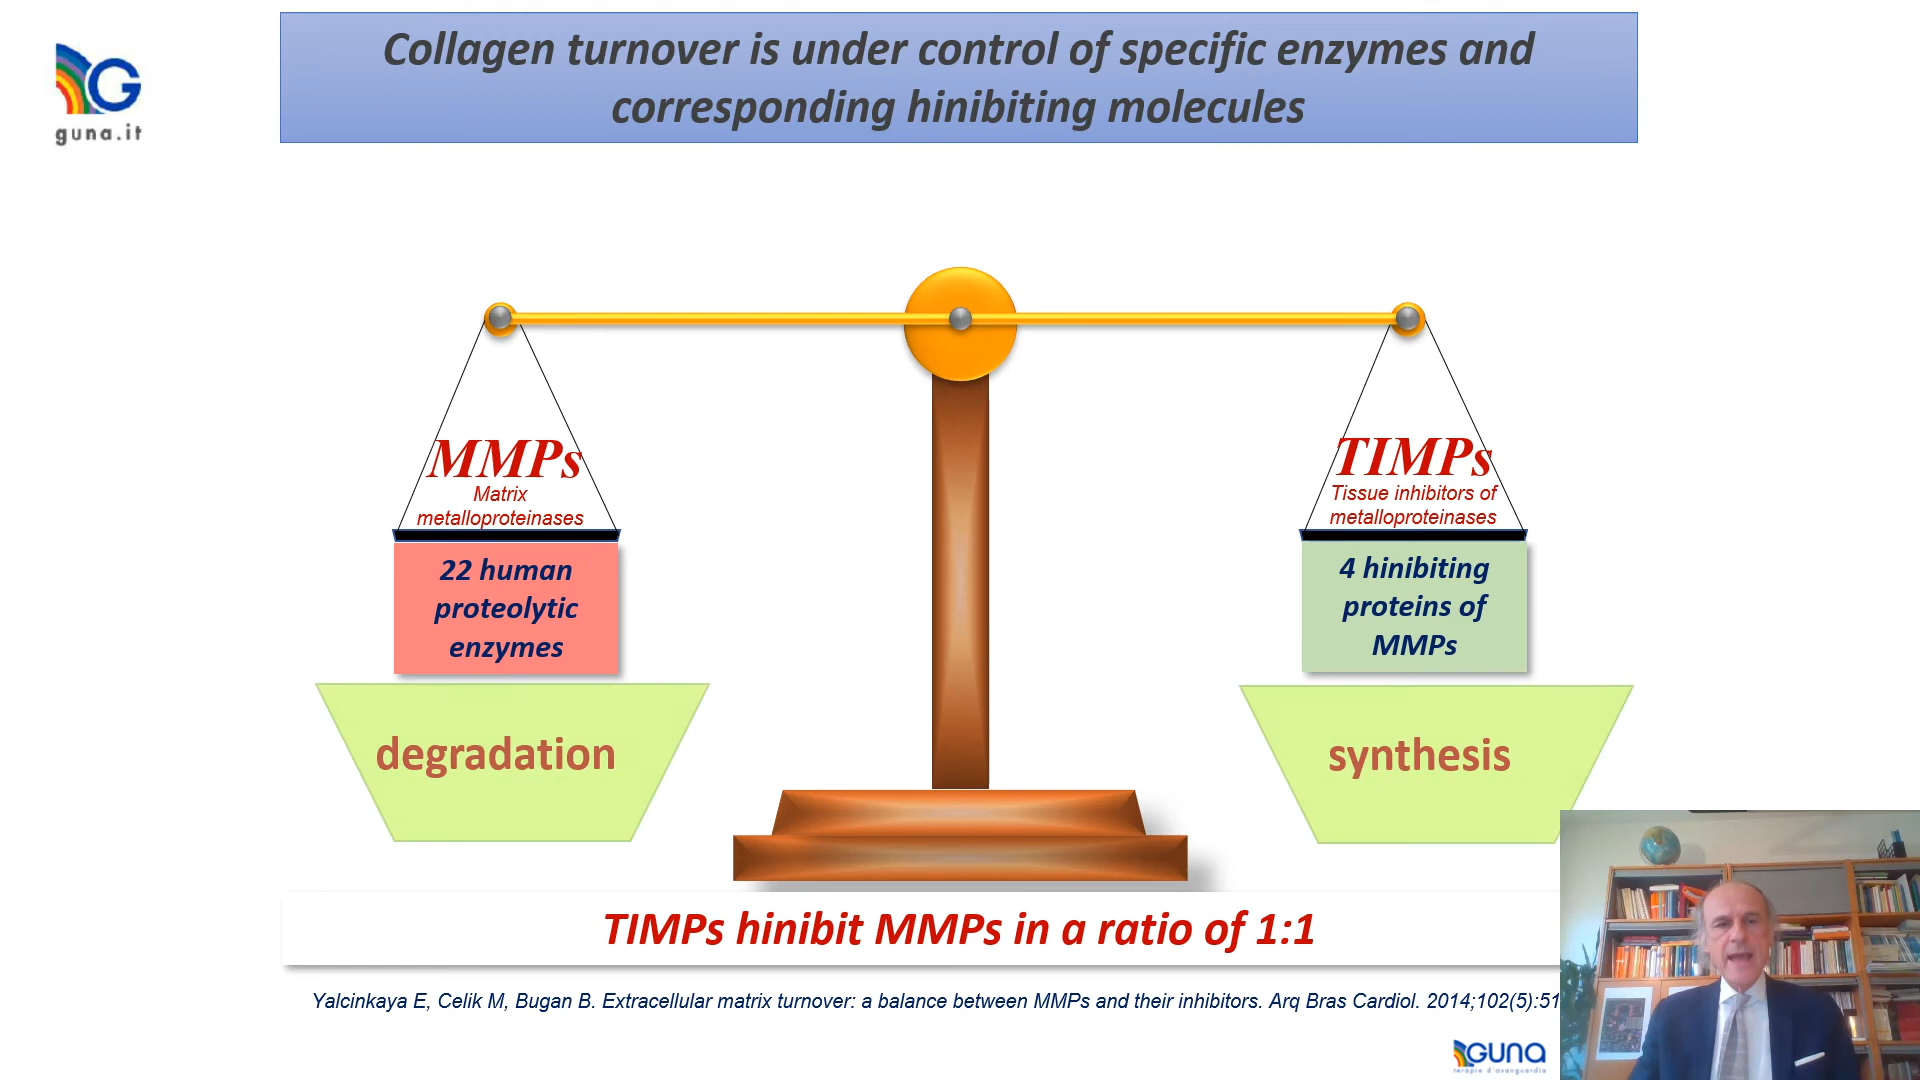 Collagen turnover is under control of specific enzymes and
corresponding hinibiting molecules
guna.it
MMPs
Matrix
metalloproteinases
22 human
proteolytic
enzymes
degradation
TIMPs
Tissue inhibitors of
metalloproteinases
4 hinibiting
proteins of
MMPs
synthesis
TIMPs hinibit MMPs in a ratio of 1:1
Yalcinkaya E, Celik M, Bugan B. Extracellular matrix turnover: a balance between MMPs and their inhibitors. Arq Bras Cardiol. 2014;102(5):51
GUNA
terapie d'avanguardia